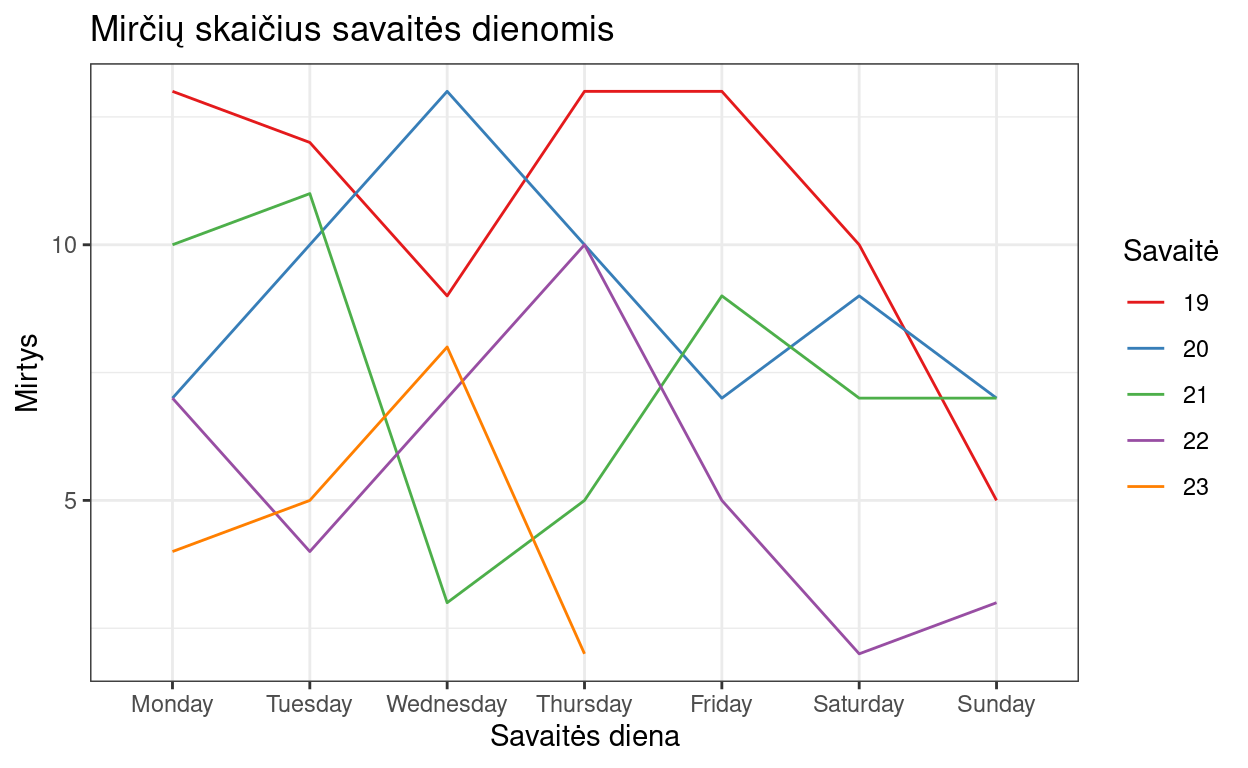 Mirčių skaičius savaitės dienomis
Mirtys
10
5
Monday Tuesday Wednesday Thursday Friday Saturday Sunday
Savaitės diena
Savaitė
19
20
21
22
23